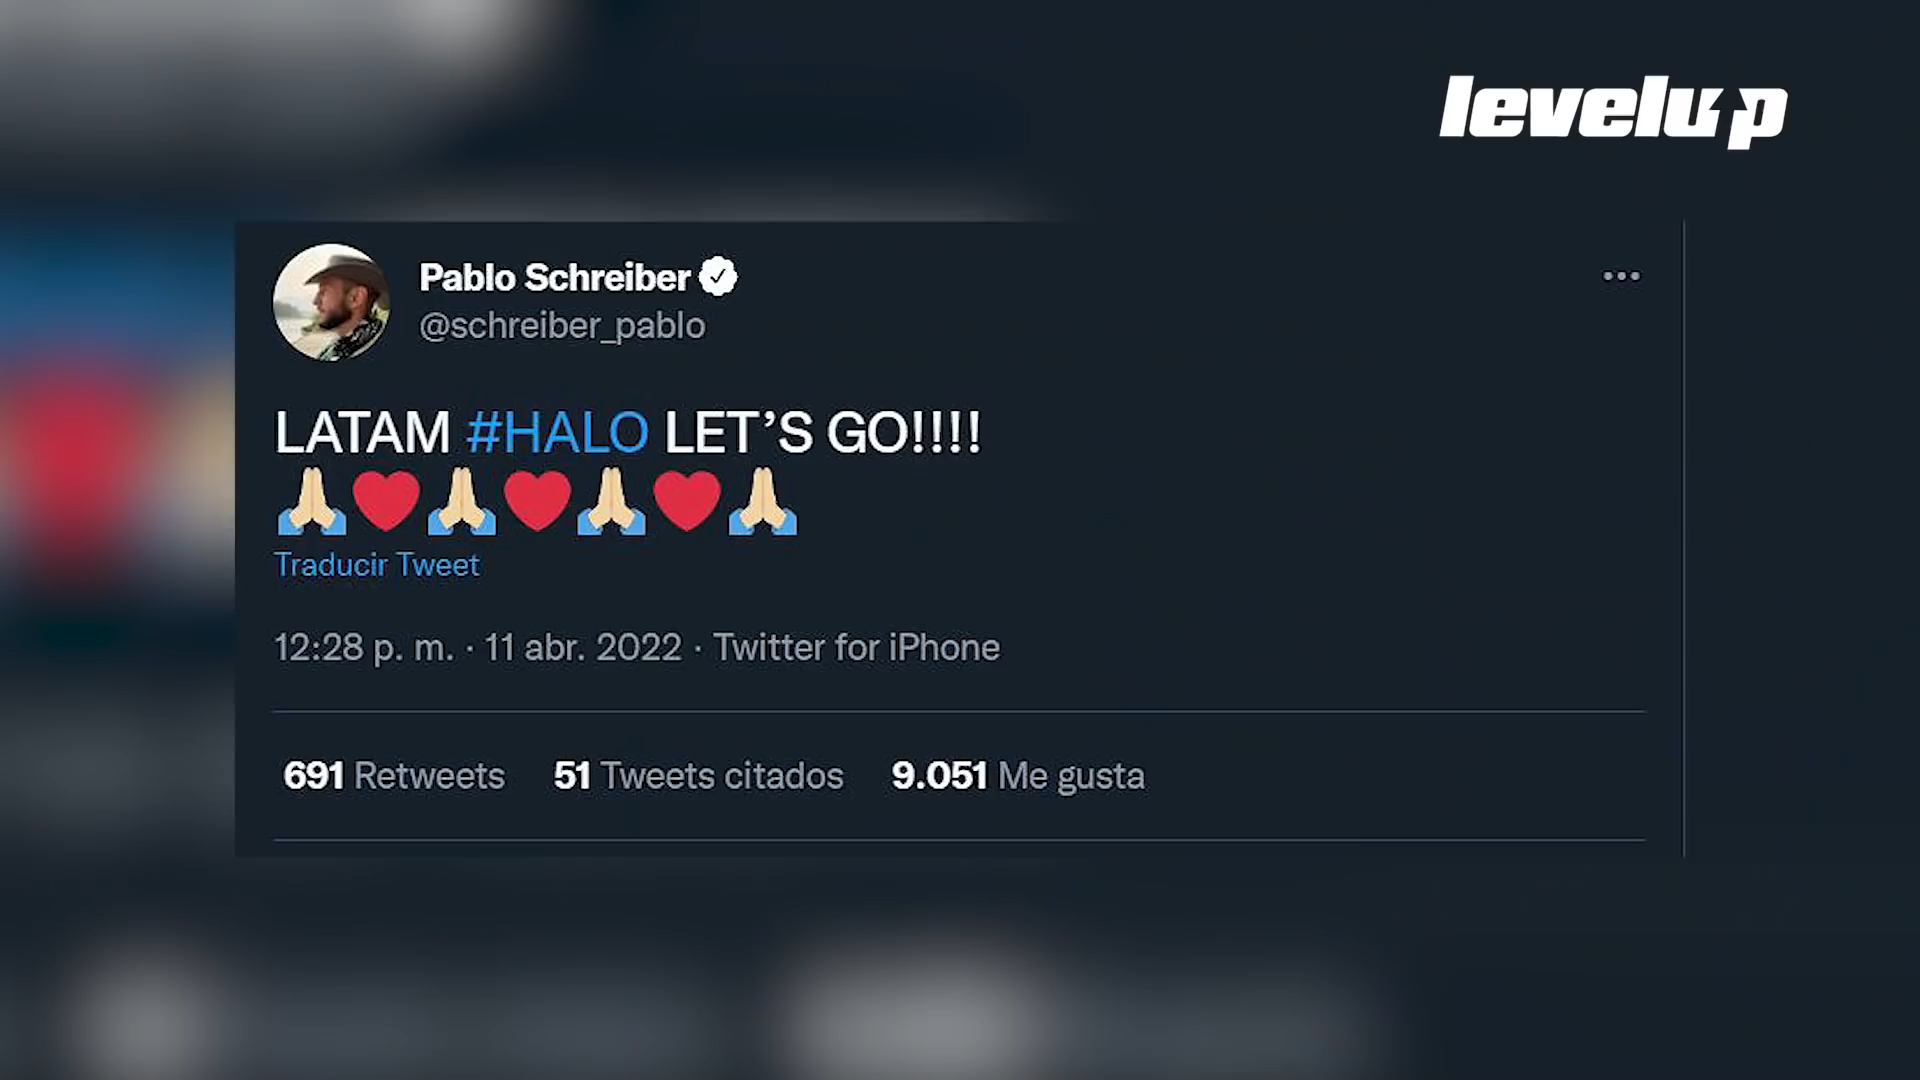 levelup
Pablo Schreiber
@schreiber_pablo
LATAM #HALO LET’S GO!!!!
🙏🏻❤️🙏🏻❤️🙏🏻❤️🙏🏻
Traducir Tweet
12:28 p. m. · 11 abr. 2022 · Twitter for iPhone
691 Retweets 51 Tweets citados 9.051 Me gusta